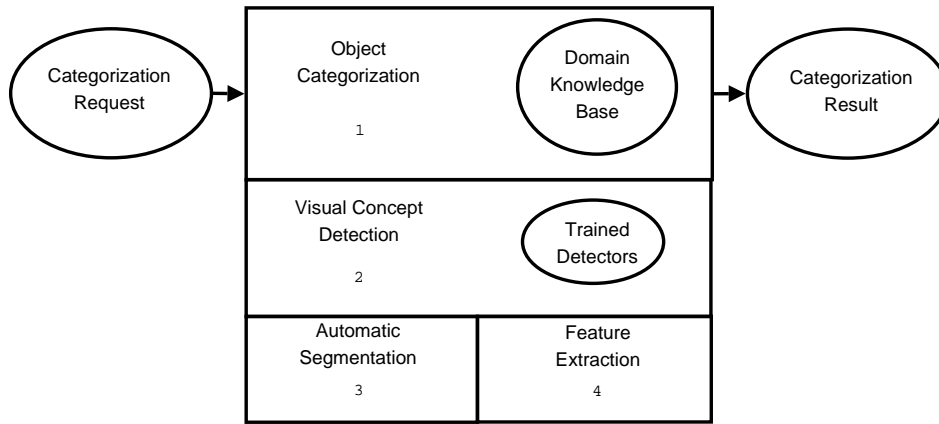 Categorization
Request
Object
Categorization
1
Domain
Knowledge
Base
Categorization
Result
Visual Concept
Detection
2
Trained
Detectors
Automatic
Segmentation
3
Feature
Extraction
4